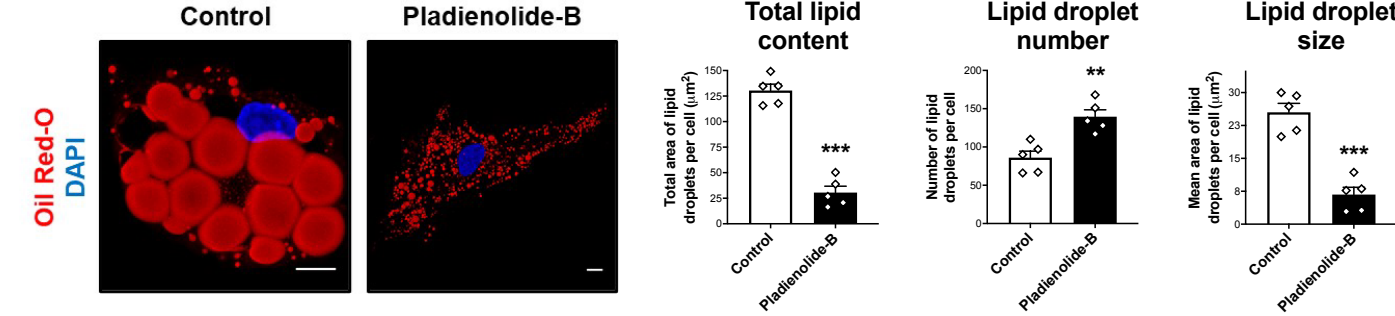 Control
Pladienolide-B
Oil Red-O
DAPI
Total lipid
content
Total area of lipid
droplets per cell (μm²)
150
125
100
75
50
25
0
***
Control
Pladienolide-B
Lipid droplet
number
Number of lipid
droplets per cell
200
150
100
50
0
**
Control
Pladienolide-B
Lipid droplet
size
Mean area of lipid
droplets per cell (μm²)
30
23
15
8
0
***
Control
Pladienolide-B